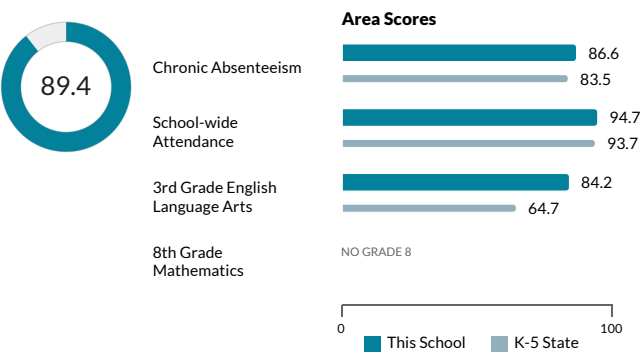 Area Scores
89.4
Chronic Absenteeism
86.6
83.5
School-wide
Attendance
94.7
93.7
3rd Grade English
Language Arts
84.2
64.7
8th Grade
Mathematics
NO GRADE 8
0
100
This School
K-5 State